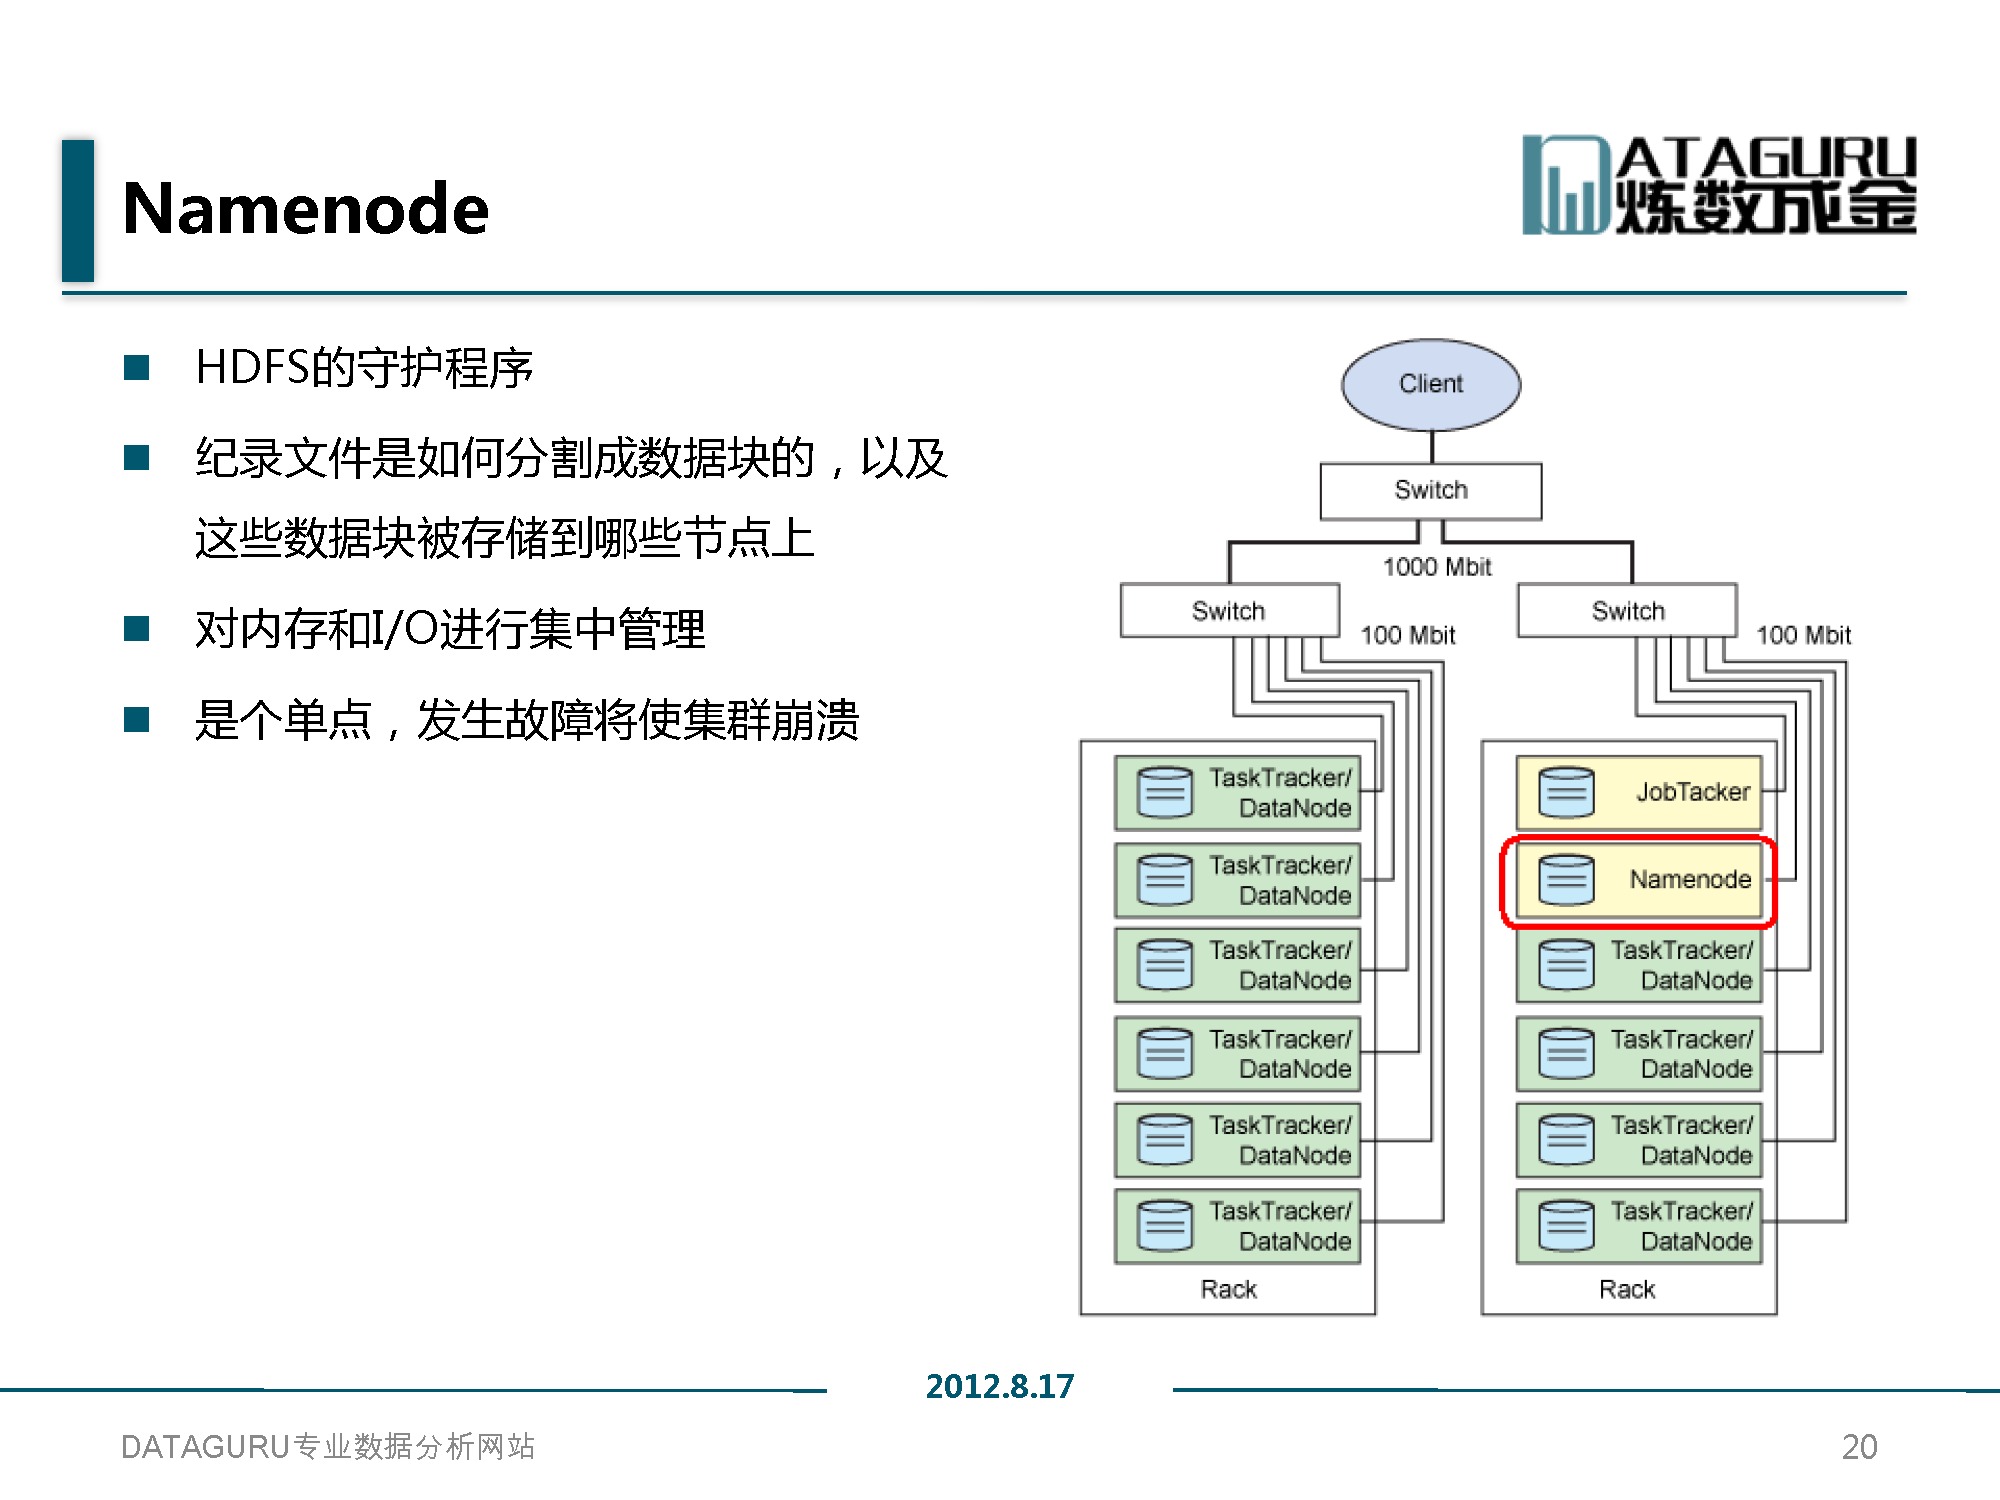 Namenode
DATAGURU
炼数成金
HDFS的守护程序
纪录文件是如何分割成数据块的，以及
这些数据块被存储到哪些节点上
对内存和I/O进行集中管理
是个单点，发生故障将使集群崩溃
Client
Switch
1000 Mbit
Switch
100 Mbit
Switch
100 Mbit
TaskTracker/
DataNode
TaskTracker/
DataNode
TaskTracker/
DataNode
TaskTracker/
DataNode
TaskTracker/
DataNode
TaskTracker/
DataNode
Rack
JobTacker
Namenode
TaskTracker/
DataNode
TaskTracker/
DataNode
TaskTracker/
DataNode
TaskTracker/
DataNode
Rack
2012.8.17
DATAGURU专业数据分析网站
20